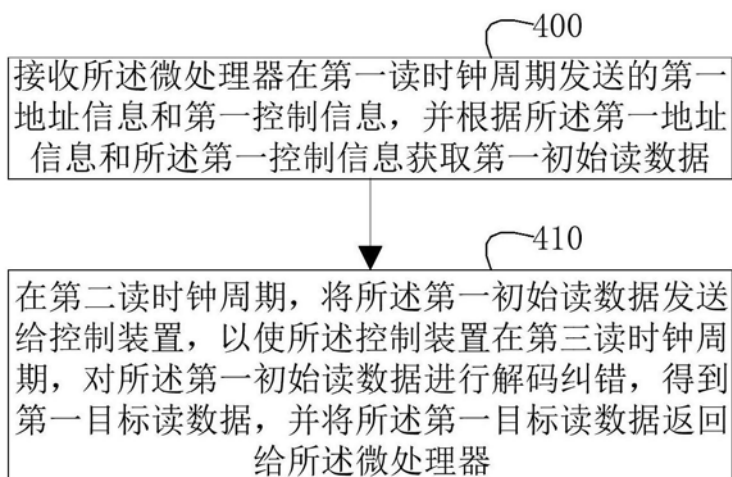 400
接收所述微处理器在第一读时钟周期发送的第一
地址信息和第一控制信息，并根据所述第一地址
信息和所述第一控制信息获取第一初始读数据
410
在第二读时钟周期，将所述第一初始读数据发送
给控制装置，以使所述控制装置在第三读时钟周
期，对所述第一初始读数据进行解码纠错，得到
第一目标读数据，并将所述第一目标读数据返回
给所述微处理器